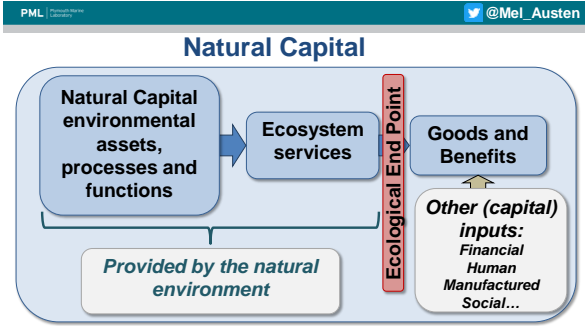 PML Plymouth Marine
Laboratory
@Mel_Austen
Natural Capital
Natural Capital
environmental
assets,
processes and
functions
Ecosystem
services
Ecological End Point
Goods and
Benefits
Other (capital)
inputs:
Financial
Human
Manufactured
Social…
Provided by the natural
environment